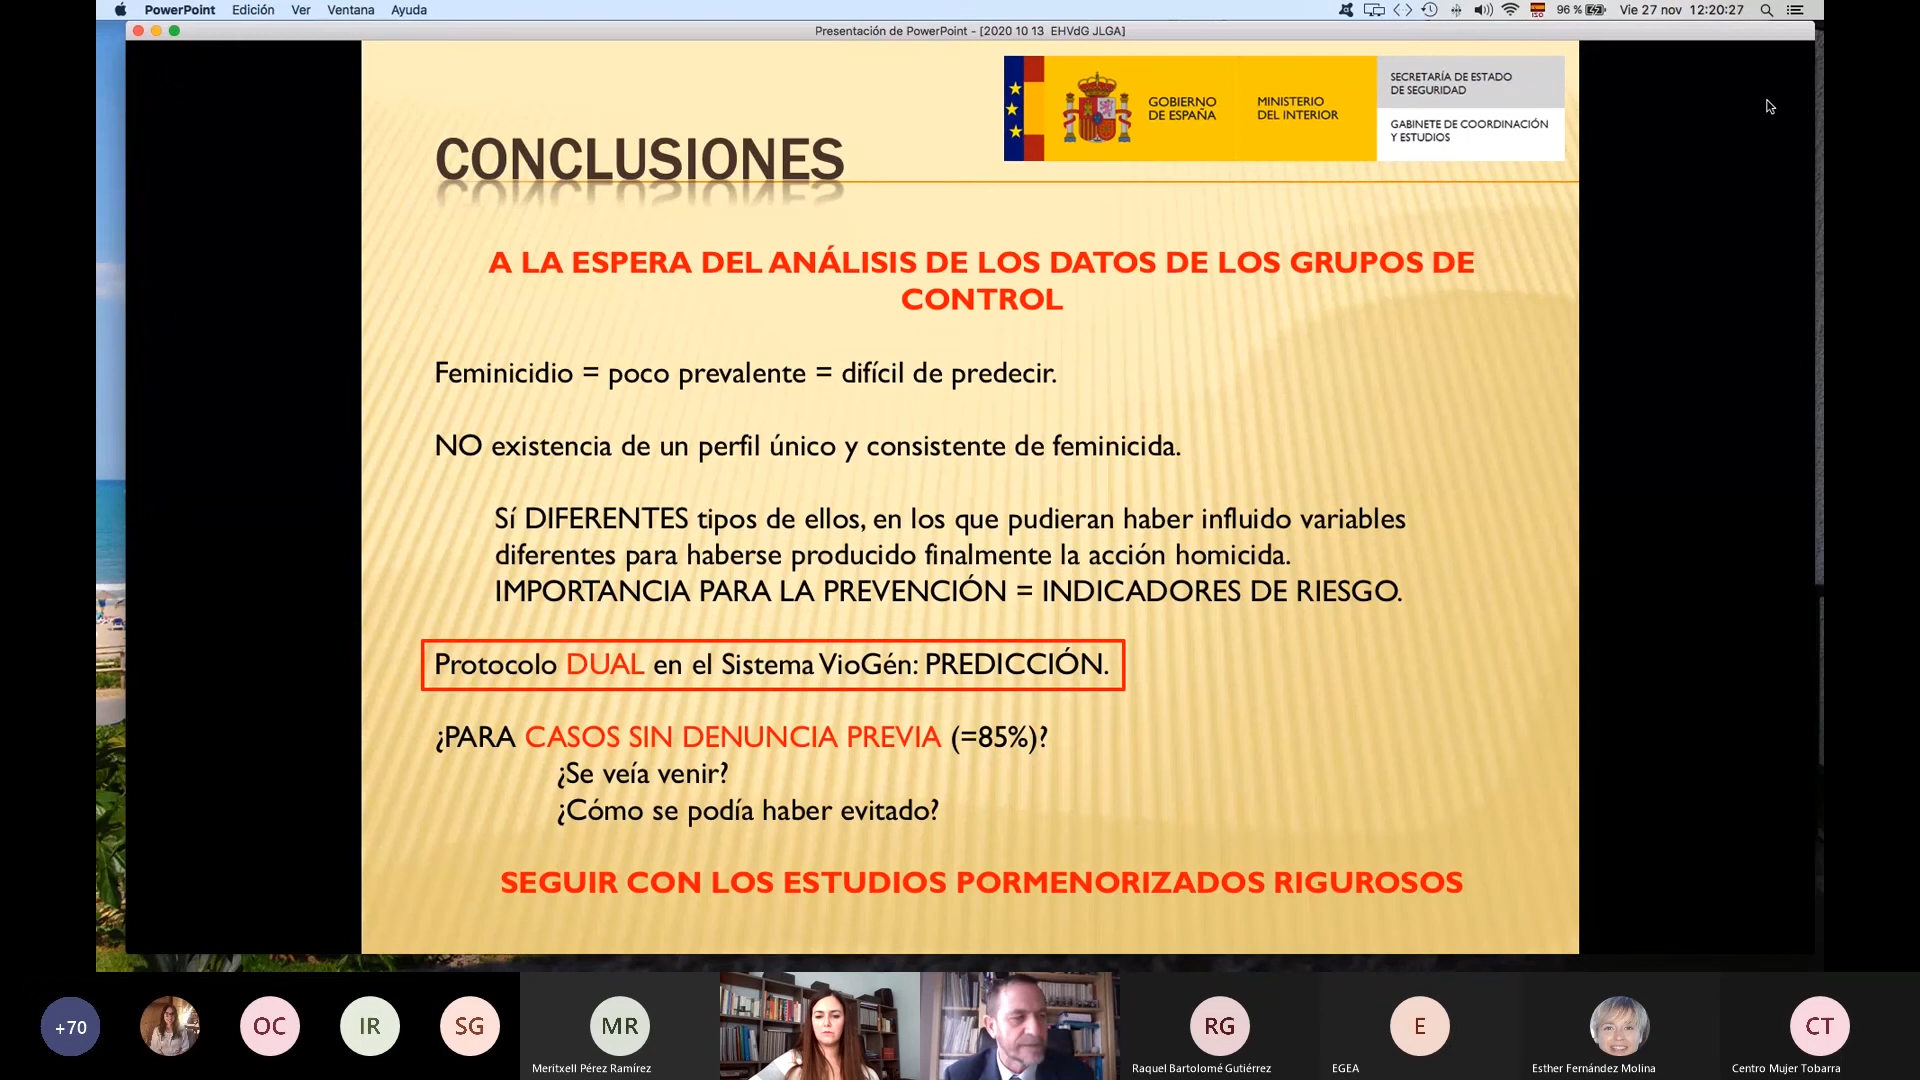 PowerPoint Edición Ver Ventana Ayuda
ISO 96 % Vie 27 nov 12:20:27
Presentación de PowerPoint - [2020 10 13 EHVdG JLGA]
GOBIERNO
DE ESPAÑA
MINISTERIO
DEL INTERIOR
SECRETARÍA DE ESTADO
DE SEGURIDAD
GABINETE DE COORDINACIÓN
Y ESTUDIOS
CONCLUSIONES
A LA ESPERA DEL ANÁLISIS DE LOS DATOS DE LOS GRUPOS DE
CONTROL
Feminicidio = poco prevalente = difícil de predecir.
NO existencia de un perfil único y consistente de feminicida.
Sí DIFERENTES tipos de ellos, en los que pudieran haber influido variables
diferentes para haberse producido finalmente la acción homicida.
IMPORTANCIA PARA LA PREVENCIÓN = INDICADORES DE RIESGO.
Protocolo DUAL en el Sistema VioGén: PREDICCIÓN.
¿PARA CASOS SIN DENUNCIA PREVIA (=85%)?
¿Se veía venir?
¿Cómo se podía haber evitado?
SEGUIR CON LOS ESTUDIOS PORMENORIZADOS RIGUROSOS
+70 OC IR SG MR RG E CT
Meritxell Pérez Ramírez Raquel Bartolomé Gutiérrez EGEA Esther Fernández Molina Centro Mujer Tobarra